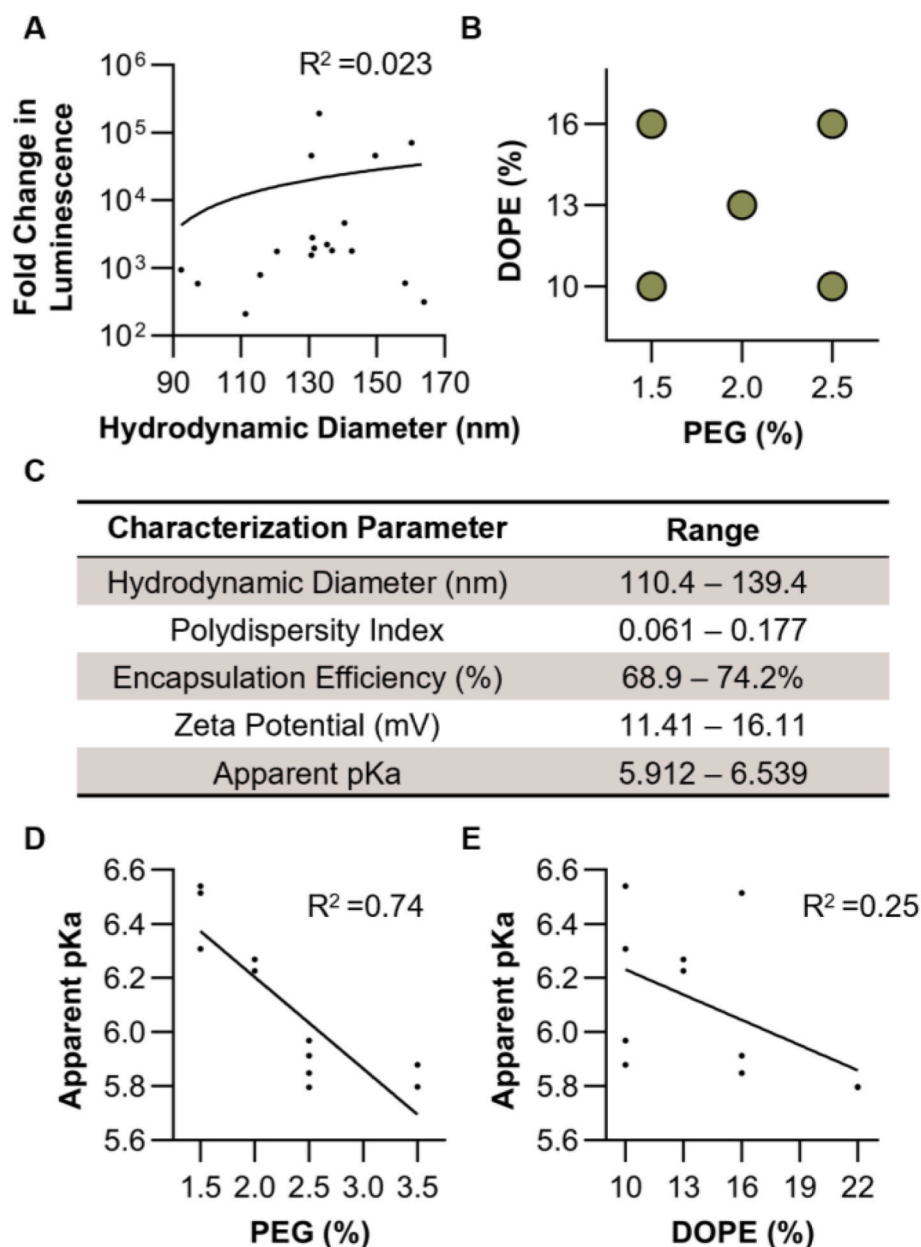 A
R² =0.023
Fold Change in
Luminescence
10⁶
10⁵
10⁴
10³
10²
90 110 130 150 170
Hydrodynamic Diameter (nm)
B
DOPE (%)
16
13
10
1.5 2.0 2.5
PEG (%)
C
Characterization Parameter Range
Hydrodynamic Diameter (nm) 110.4 – 139.4
Polydispersity Index 0.061 – 0.177
Encapsulation Efficiency (%) 68.9 – 74.2%
Zeta Potential (mV) 11.41 – 16.11
Apparent pKa 5.912 – 6.539
D
R² =0.74
Apparent pKa
6.6
6.4
6.2
6.0
5.8
5.6
1.5 2.0 2.5 3.0 3.5
PEG (%)
E
R² =0.25
Apparent pKa
6.6
6.4
6.2
6.0
5.8
5.6
10 13 16 19 22
DOPE (%)